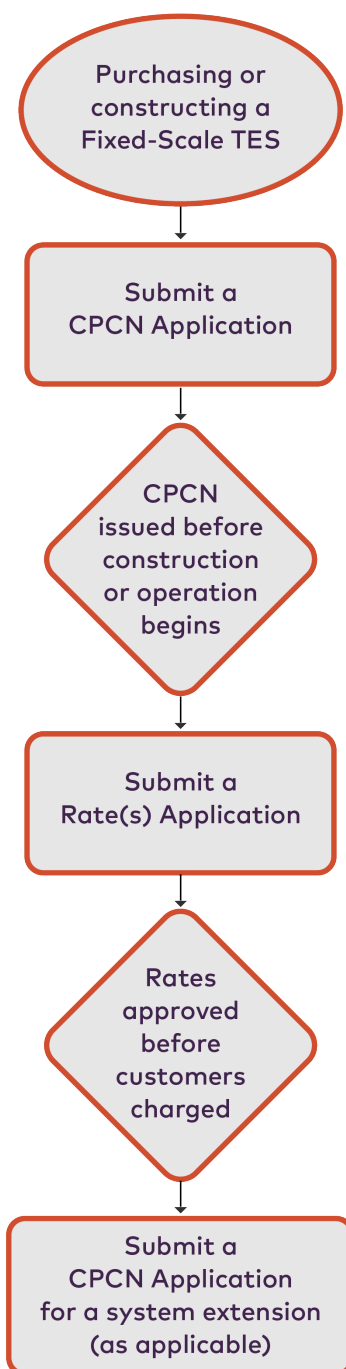 Purchasing or
constructing a
Fixed-Scale TES
Submit a
CPCN Application
CPCN
issued before
construction
or operation
begins
Submit a
Rate(s) Application
Rates
approved
before
customers
charged
Submit a
CPCN Application
for a system extension
(as applicable)